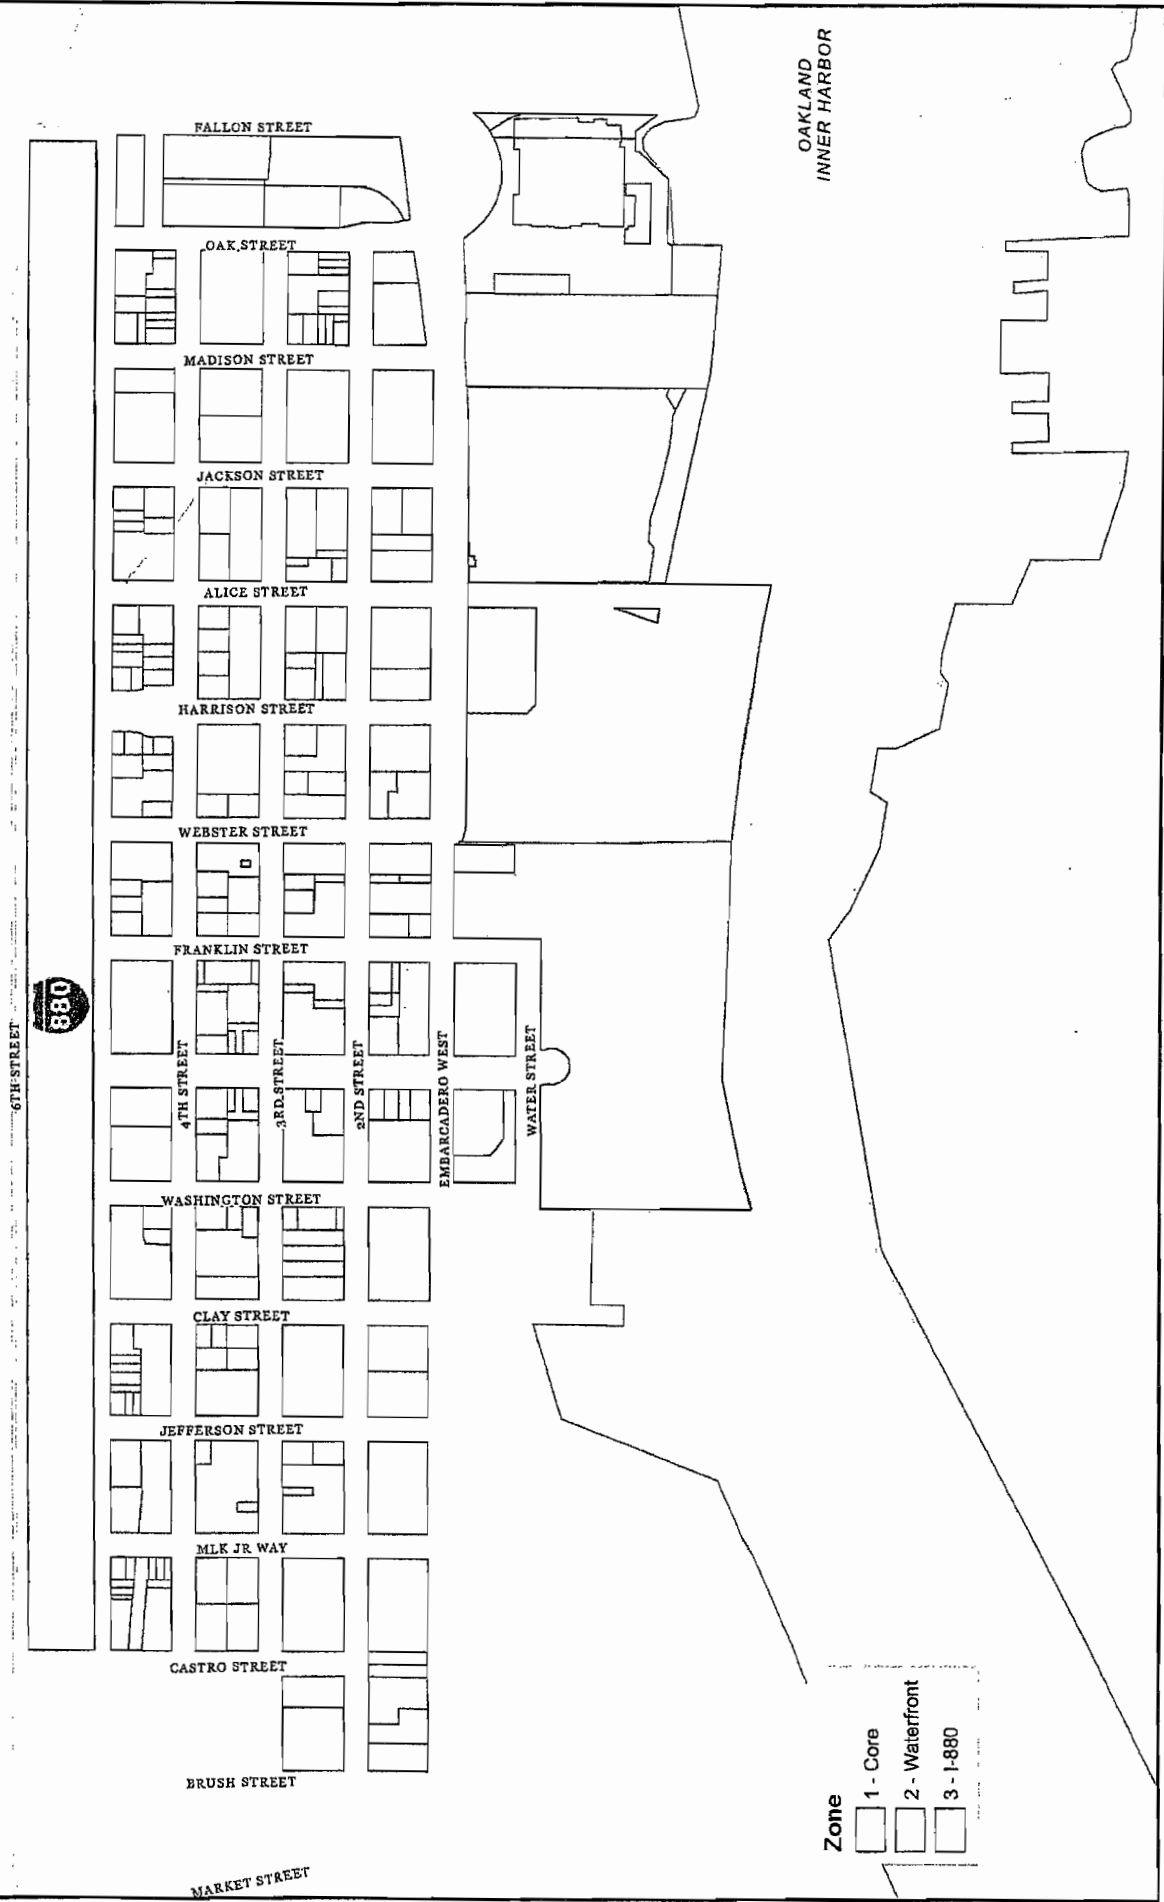 FALLON STREET
OAKLAND
INNER HARBOR
OAK STREET
MADISON STREET
JACKSON STREET
ALICE STREET
HARRISON STREET
WEBSTER STREET
FRANKLIN STREET
6TH STREET
880
4TH STREET
3RD STREET
2ND STREET
EMBARCADERO WEST
WATER STREET
WASHINGTON STREET
CLAY STREET
JEFFERSON STREET
MLK JR WAY
CASTRO STREET
BRUSH STREET
MARKET STREET
Zone
1 - Core
2 - Waterfront
3 - I-880